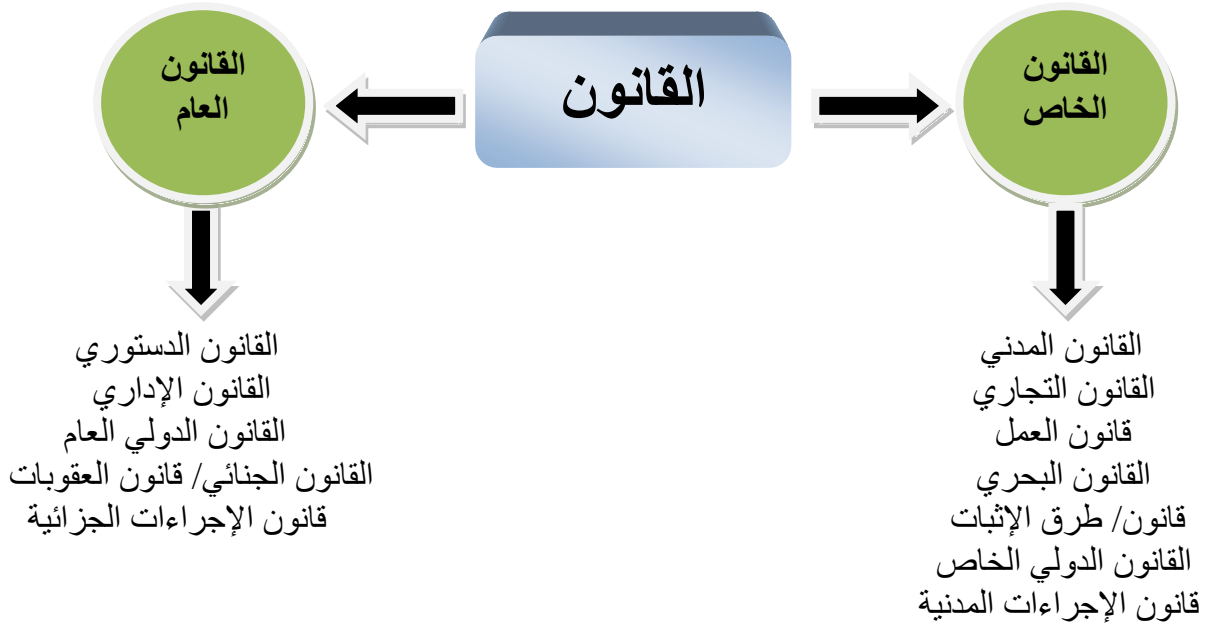 القانون
القانون
الخاص
القانون
العام
القانون المدني
القانون التجاري
قانون العمل
القانون البحري
قانون/ طرق الإثبات
القانون الدولي الخاص
قانون الإجراءات المدنية
القانون الدستوري
القانون الإداري
القانون الدولي العام
القانون الجنائي/ قانون العقوبات
قانون الإجراءات الجزائية